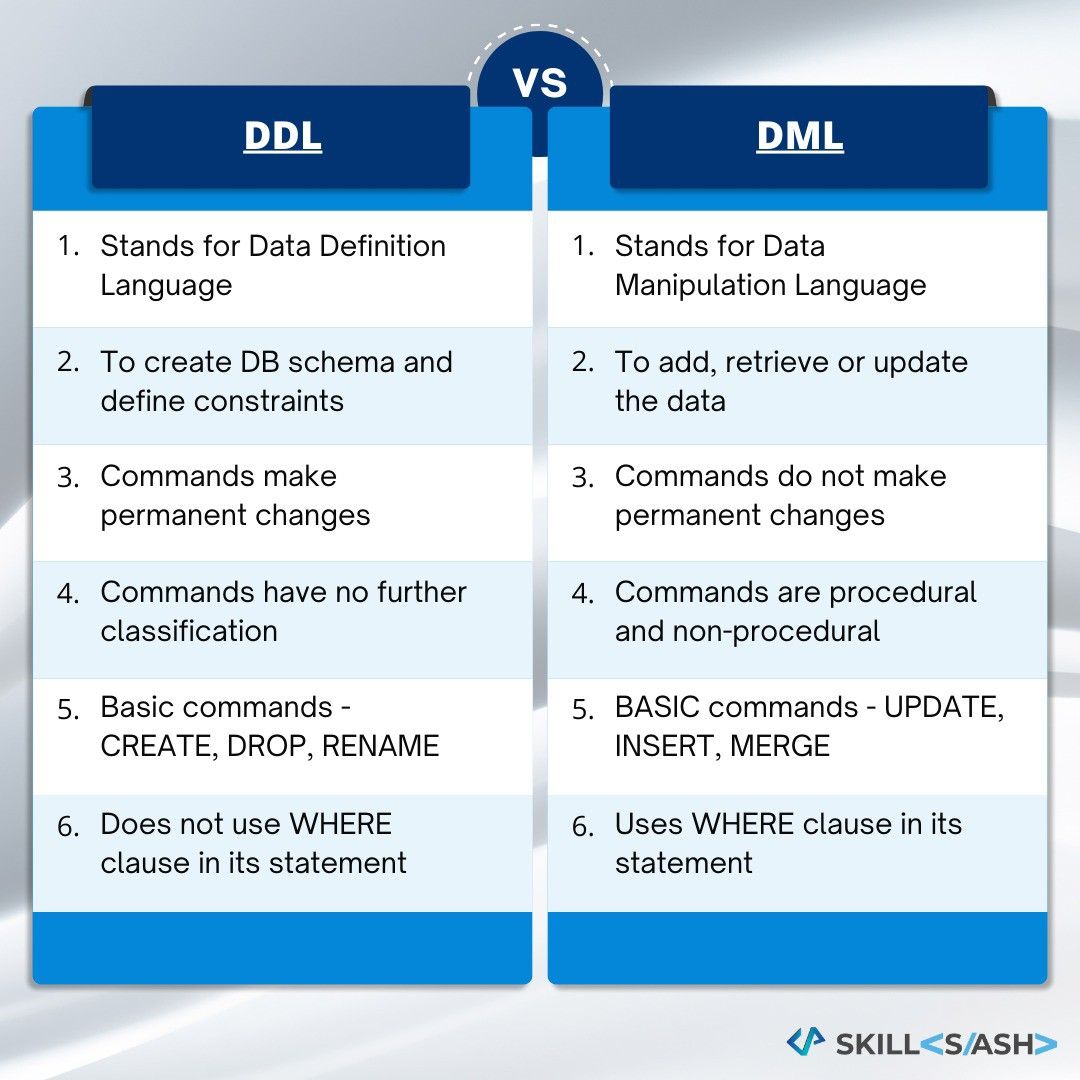 VS
DDL
1. Stands for Data Definition
Language
2. To create DB schema and
define constraints
3. Commands make
permanent changes
4. Commands have no further
classification
5. Basic commands -
CREATE, DROP, RENAME
6. Does not use WHERE
clause in its statement
DML
1. Stands for Data
Manipulation Language
2. To add, retrieve or update
the data
3. Commands do not make
permanent changes
4. Commands are procedural
and non-procedural
5. BASIC commands - UPDATE,
INSERT, MERGE
6. Uses WHERE clause in its
statement
</> SKILL<S/ASH>